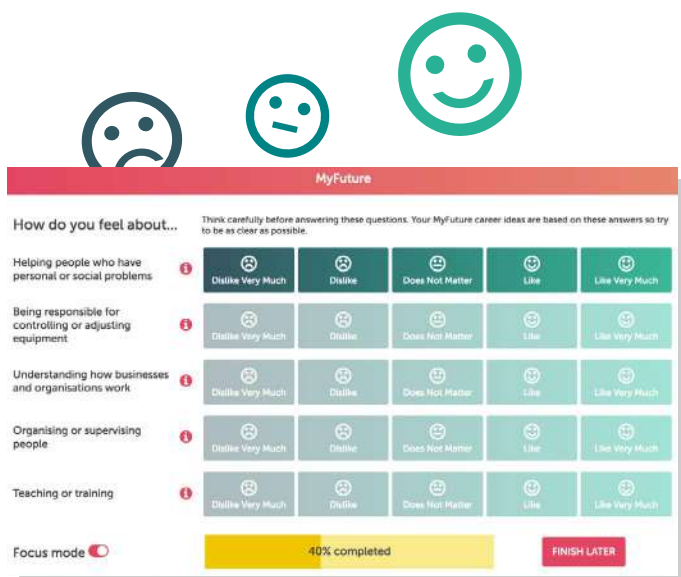 MyFuture
How do you feel about...
Think carefully before answering these questions. Your MyFuture career ideas are based on these answers so try
to be as clear as possible.
Helping people who have
personal or social problems
Dislike Very Much
Dislike
Does Not Matter
Like
Like Very Much
Being responsible for
controlling or adjusting
equipment
Dislike Very Much
Dislike
Does Not Matter
Like
Like Very Much
Understanding how businesses
and organisations work
Dislike Very Much
Dislike
Does Not Matter
Like
Like Very Much
Organising or supervising
people
Dislike Very Much
Dislike
Does Not Matter
Like
Like Very Much
Teaching or training
Dislike Very Much
Dislike
Does Not Matter
Like
Like Very Much
Focus mode
40% completed
FINISH LATER